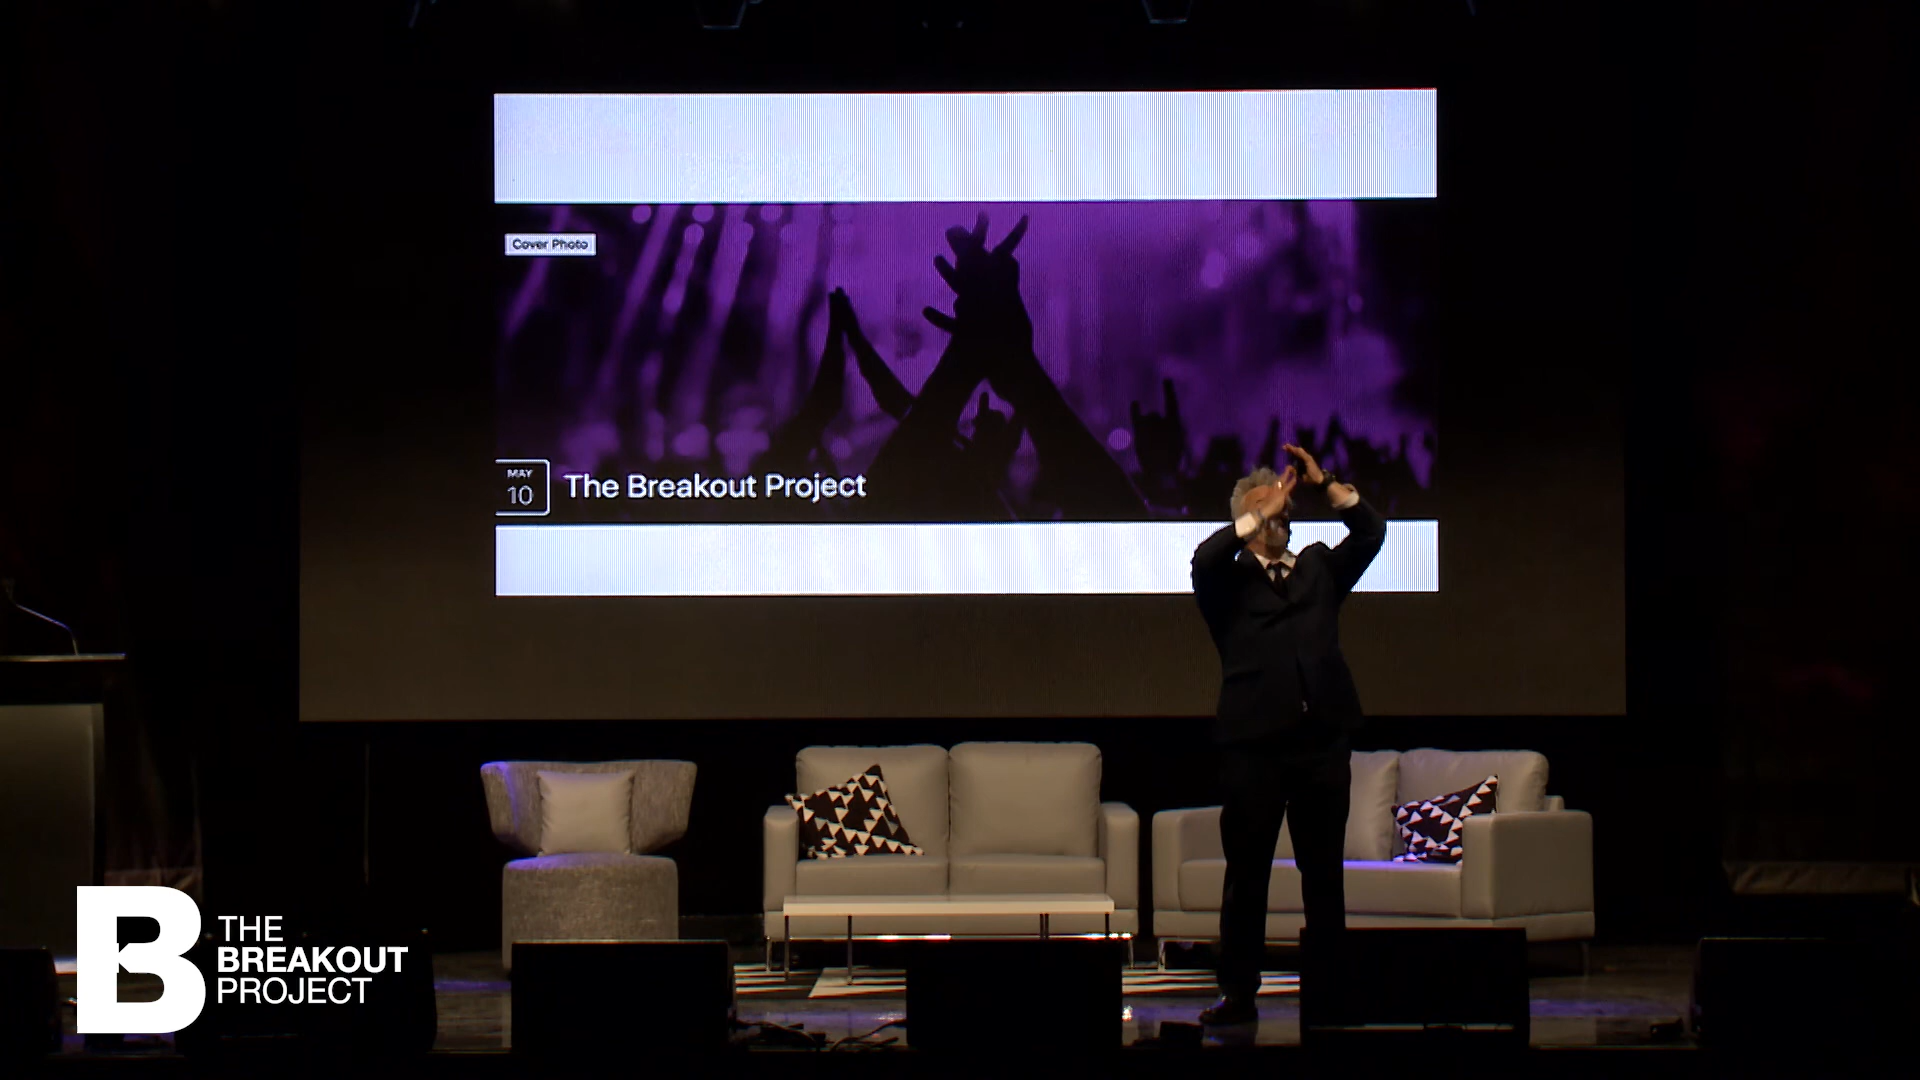 Cover Photo
MAY
10
The Breakout Project
THE
BREAKOUT
PROJECT